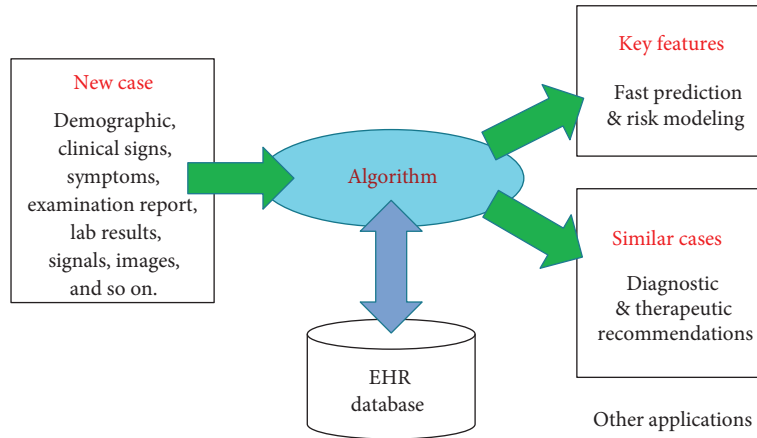 New case
Demographic,
clinical signs,
symptoms,
examination report,
lab results,
signals, images,
and so on.
Algorithm
EHR
database
Key features
Fast prediction
& risk modeling
Similar cases
Diagnostic
& therapeutic
recommendations
Other applications